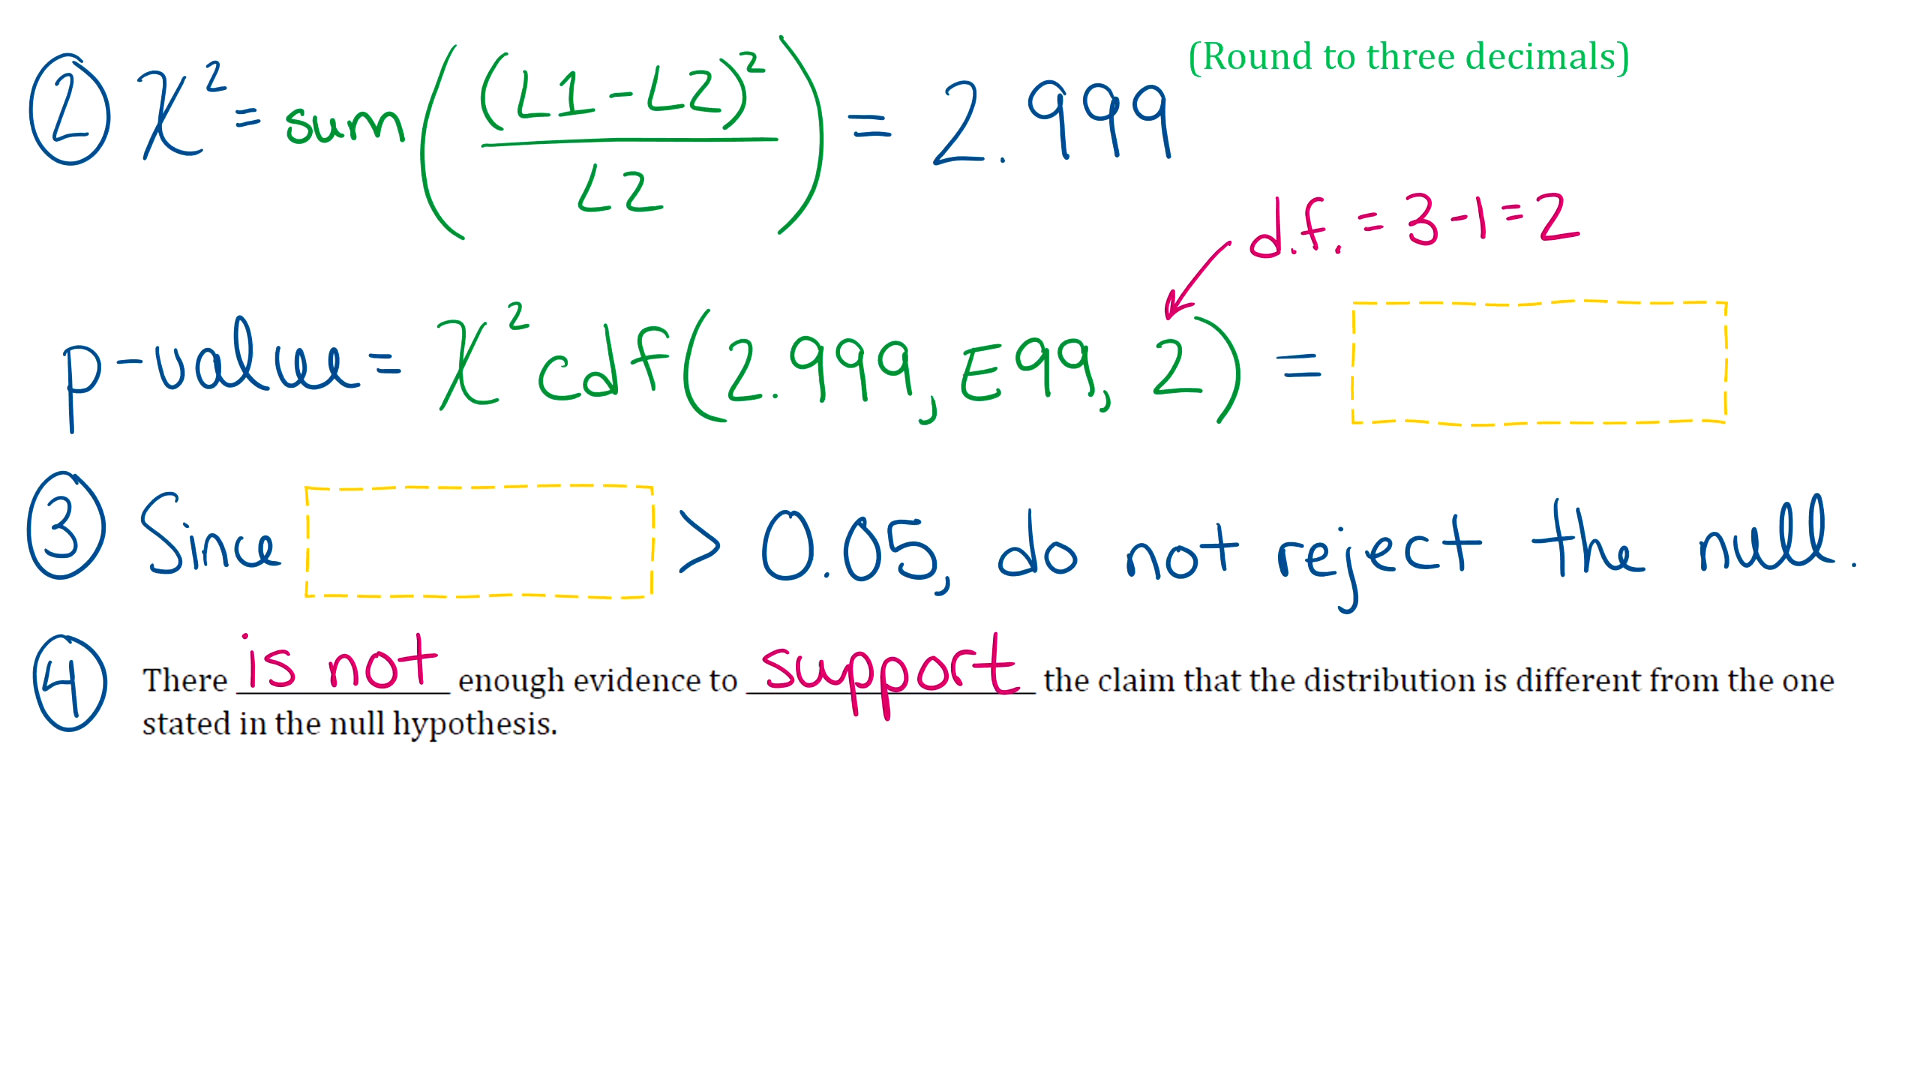 (Round to three decimals)
② χ² = sum((L1-L2)²/L2) = 2.999
d.f. = 3-1=2
p-value = χ²cdf(2.999, E99, 2) =
③ Since > 0.05, do not reject the null.
④ There is not enough evidence to support the claim that the distribution is different from the one
stated in the null hypothesis.